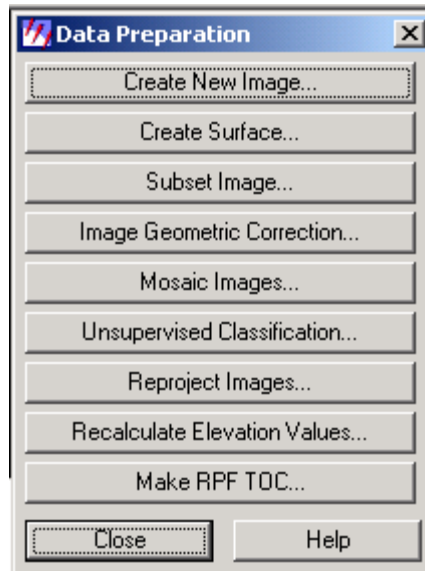 Data Preparation
Create New Image...
Create Surface...
Subset Image...
Image Geometric Correction...
Mosaic Images...
Unsupervised Classification...
Reproject Images...
Recalculate Elevation Values...
Make RPF TOC...
Close Help